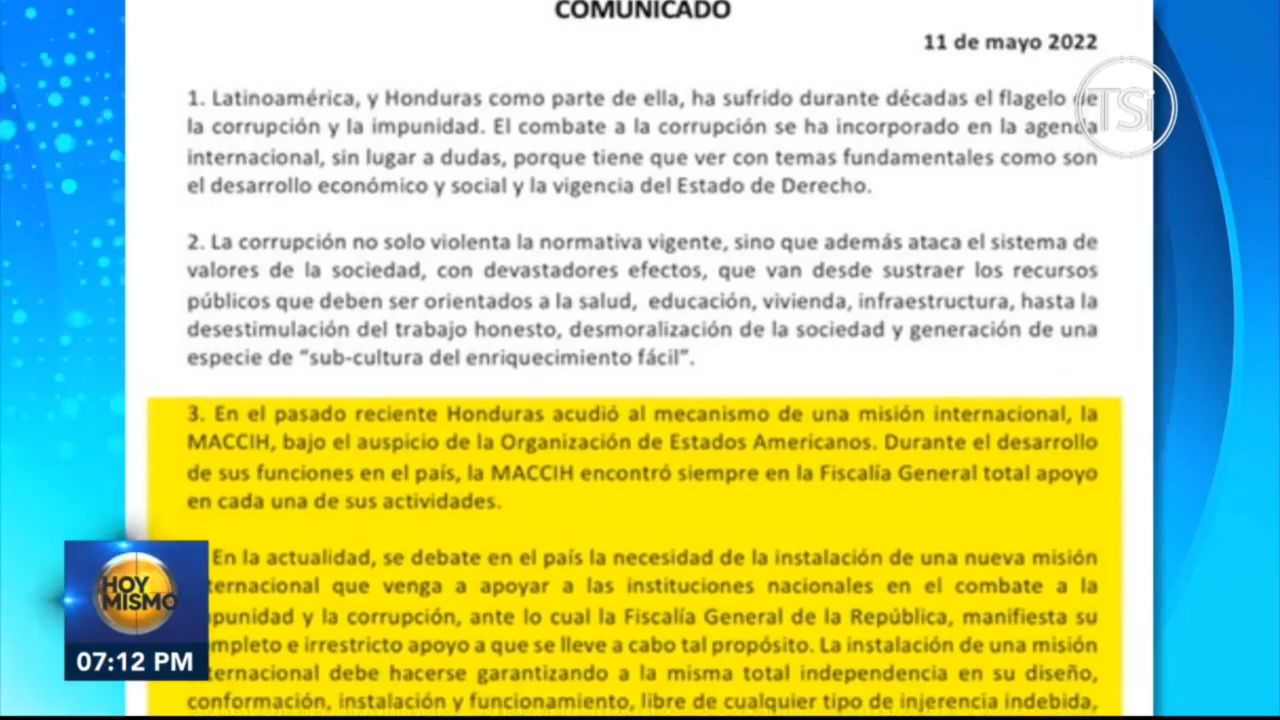 COMUNICADO
11 de mayo 2022
1. Latinoamérica, y Honduras como parte de ella, ha sufrido durante décadas el flagelo de
la corrupción y la impunidad. El combate a la corrupción se ha incorporado en la agenda
internacional, sin lugar a dudas, porque tiene que ver con temas fundamentales como son
el desarrollo económico y social y la vigencia del Estado de Derecho.
2. La corrupción no solo violenta la normativa vigente, sino que además ataca el sistema de
valores de la sociedad, con devastadores efectos, que van desde sustraer los recursos
públicos que deben ser orientados a la salud, educación, vivienda, infraestructura, hasta la
desestimulación del trabajo honesto, desmoralización de la sociedad y generación de una
especie de “sub-cultura del enriquecimiento fácil”.
3. En el pasado reciente Honduras acudió al mecanismo de una misión internacional, la
MACCIH, bajo el auspicio de la Organización de Estados Americanos. Durante el desarrollo
de sus funciones en el país, la MACCIH encontró siempre en la Fiscalía General total apoyo
en cada una de sus actividades.
En la actualidad, se debate en el país la necesidad de la instalación de una nueva misión
ternacional que venga a apoyar a las instituciones nacionales en el combate a la
punidad y la corrupción, ante lo cual la Fiscalía General de la República, manifiesta su
mpleto e irrestricto apoyo a que se lleve a cabo tal propósito. La instalación de una misión
ternacional debe hacerse garantizando a la misma total independencia en su diseño,
conformación, instalación y funcionamiento, libre de cualquier tipo de injerencia indebida,
TSi
HOY
MISMO
07:12 PM